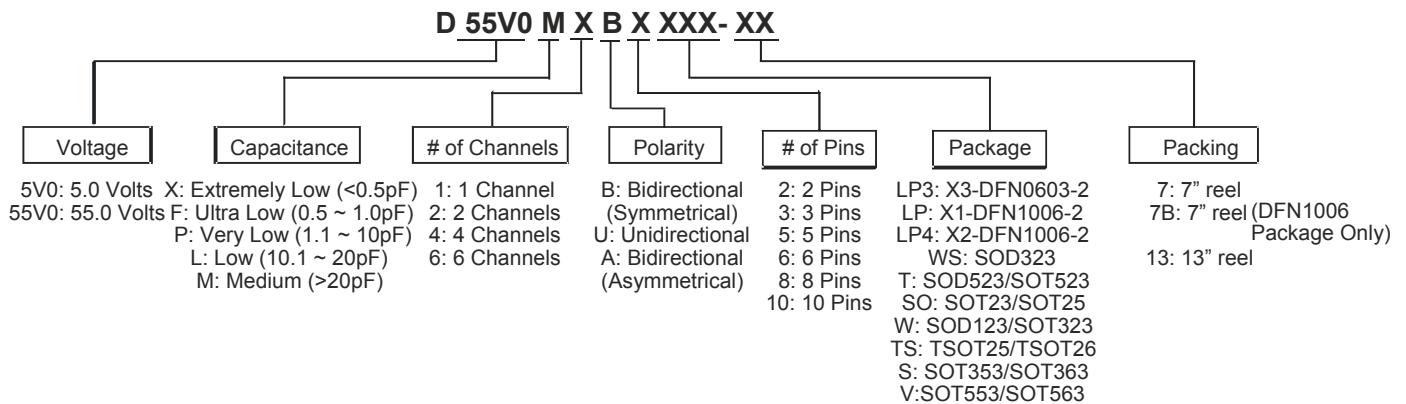 D 55V0 M X B X XXX- XX
Voltage
5V0: 5.0 Volts
55V0: 55.0 Volts
Capacitance
X: Extremely Low (<0.5pF)
F: Ultra Low (0.5 ~ 1.0pF)
P: Very Low (1.1 ~ 10pF)
L: Low (10.1 ~ 20pF)
M: Medium (>20pF)
# of Channels
1: 1 Channel
2: 2 Channels
4: 4 Channels
6: 6 Channels
Polarity
B: Bidirectional
(Symmetrical)
U: Unidirectional
A: Bidirectional
(Asymmetrical)
# of Pins
2: 2 Pins
3: 3 Pins
5: 5 Pins
6: 6 Pins
8: 8 Pins
10: 10 Pins
Package
LP3: X3-DFN0603-2
LP: X1-DFN1006-2
LP4: X2-DFN1006-2
WS: SOD323
T: SOD523/SOT523
SO: SOT23/SOT25
W: SOD123/SOT323
TS: TSOT25/TSOT26
S: SOT353/SOT363
V:SOT553/SOT563
Packing
7: 7” reel
7B: 7” reel (DFN1006
Package Only)
13: 13” reel